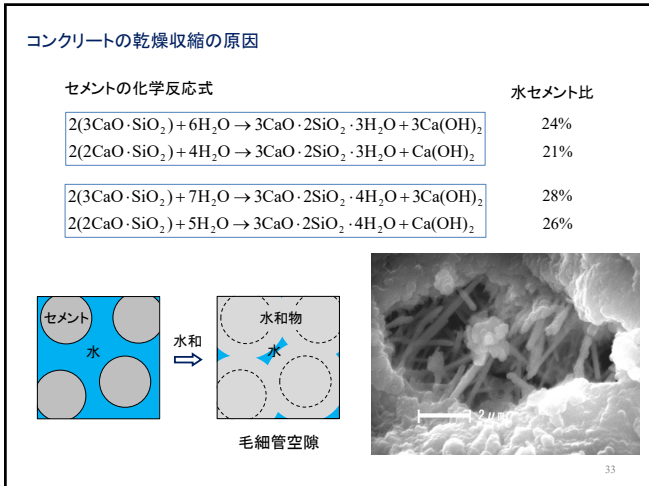 コンクリートの乾燥収縮の原因
セメントの化学反応式
水セメント比
2(3CaO·SiO₂)+6H₂O→3CaO·2SiO₂·3H₂O+3Ca(OH)₂ 24%
2(2CaO·SiO₂)+4H₂O→3CaO·2SiO₂·3H₂O+Ca(OH)₂ 21%
2(3CaO·SiO₂)+7H₂O→3CaO·2SiO₂·4H₂O+3Ca(OH)₂ 28%
2(2CaO·SiO₂)+5H₂O→3CaO·2SiO₂·4H₂O+Ca(OH)₂ 26%
セメント
水
水和
水和物
水
毛細管空隙
2μm
33